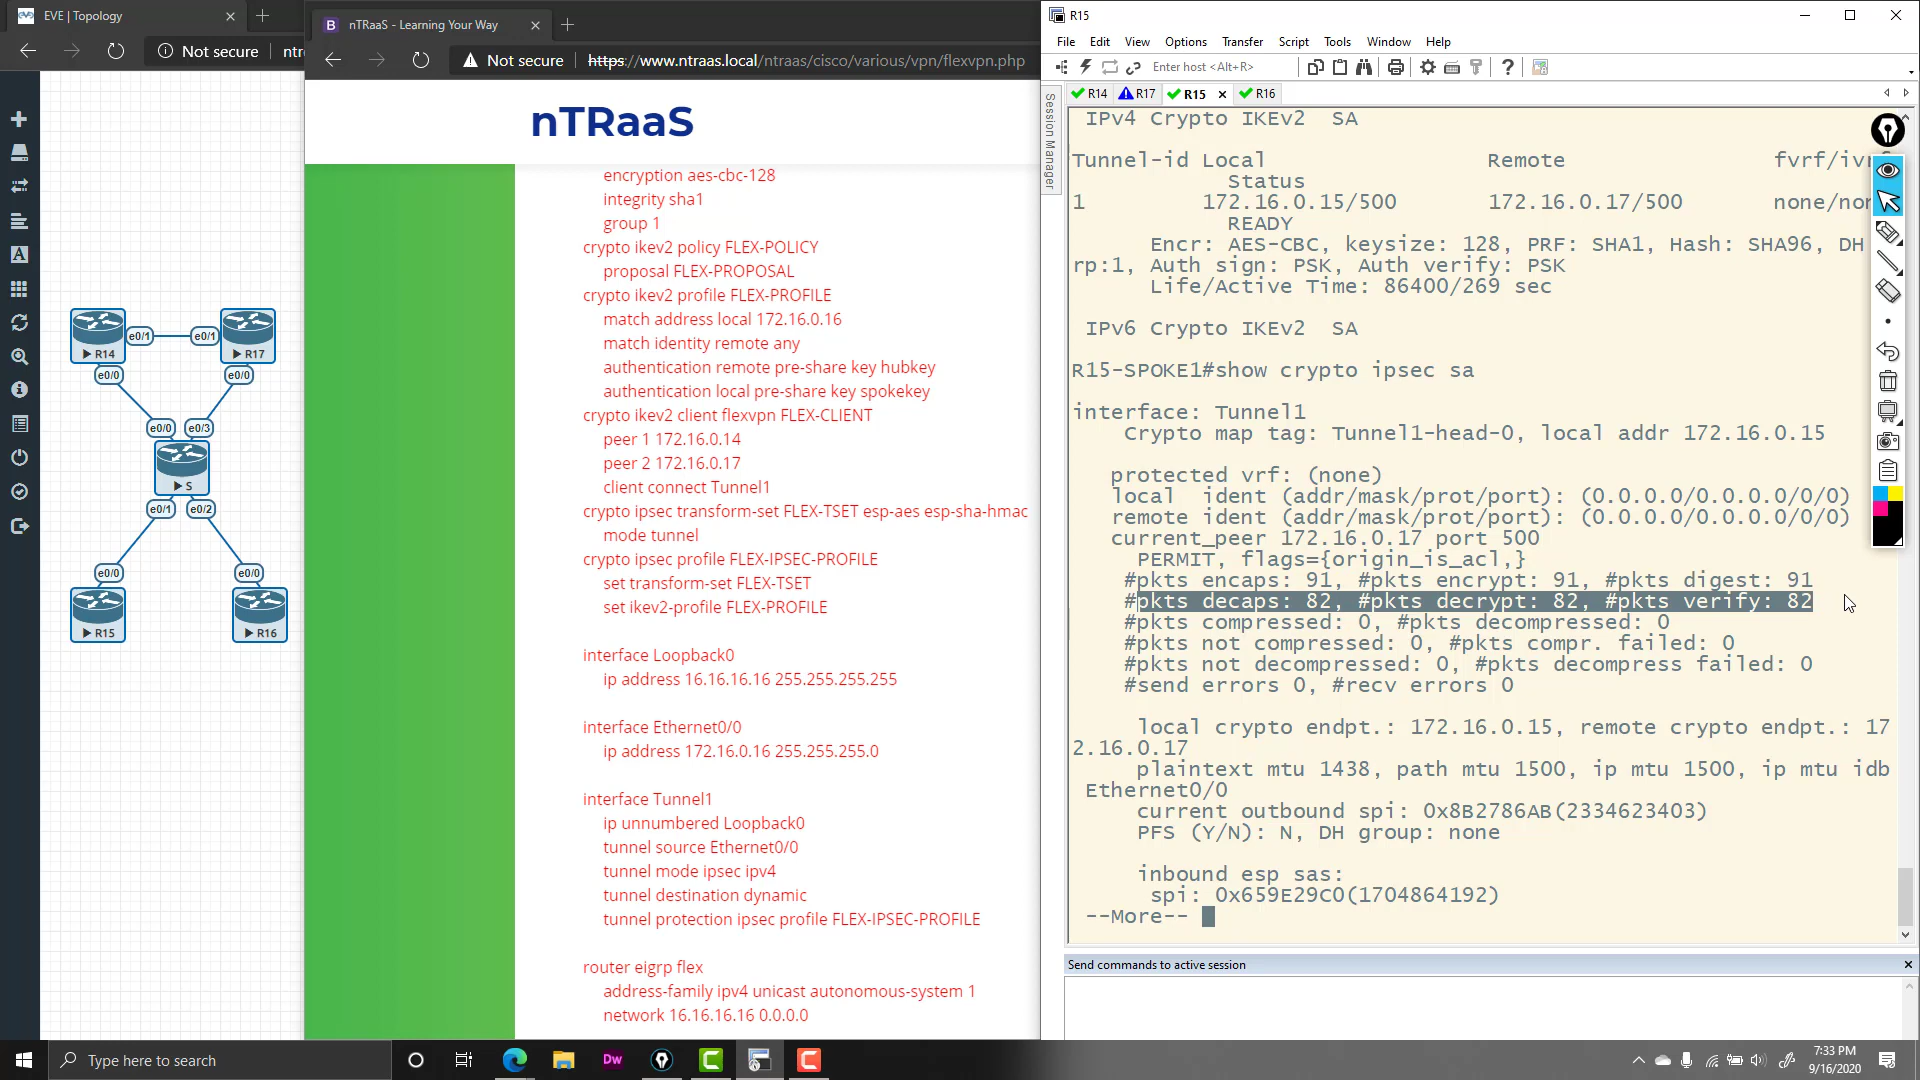 EVE | Topology
Not secure
ntr
R14
e0/1
e0/1
R17
e0/0
e0/0
e0/0
e0/3
S
e0/1
e0/2
e0/0
e0/0
R15
R16
nTRaaS - Learning Your Way
Not secure
https://www.ntraas.local/ntraas/cisco/various/vpn/flexvpn.php
nTRaaS
encryption aes-cbc-128
integrity sha1
group 1
crypto ikev2 policy FLEX-POLICY
proposal FLEX-PROPOSAL
crypto ikev2 profile FLEX-PROFILE
match address local 172.16.0.16
match identity remote any
authentication remote pre-share key hubkey
authentication local pre-share key spokekey
crypto ikev2 client flexvpn FLEX-CLIENT
peer 1 172.16.0.14
peer 2 172.16.0.17
client connect Tunnel1
crypto ipsec transform-set FLEX-TSET esp-aes esp-sha-hmac
mode tunnel
crypto ipsec profile FLEX-IPSEC-PROFILE
set transform-set FLEX-TSET
set ikev2-profile FLEX-PROFILE
interface Loopback0
ip address 16.16.16.16 255.255.255.255
interface Ethernet0/0
ip address 172.16.0.16 255.255.255.0
interface Tunnel1
ip unnumbered Loopback0
tunnel source Ethernet0/0
tunnel mode ipsec ipv4
tunnel destination dynamic
tunnel protection ipsec profile FLEX-IPSEC-PROFILE
router eigrp flex
address-family ipv4 unicast autonomous-system 1
network 16.16.16.16 0.0.0.0
R15
File Edit View Options Transfer Script Tools Window Help
Enter host <Alt+R>
R14 R17 R15 R16
Session Manager
IPv4 Crypto IKEv2  SA
Tunnel-id Local Remote fvrf/ivrf
Status
1 172.16.0.15/500 172.16.0.17/500 none/non
READY
Encr: AES-CBC, keysize: 128, PRF: SHA1, Hash: SHA96, DH
rp:1, Auth sign: PSK, Auth verify: PSK
Life/Active Time: 86400/269 sec
IPv6 Crypto IKEv2  SA
R15-SPOKE1#show crypto ipsec sa
interface: Tunnel1
Crypto map tag: Tunnel1-head-0, local addr 172.16.0.15
protected vrf: (none)
local  ident (addr/mask/prot/port): (0.0.0.0/0.0.0.0/0/0)
remote ident (addr/mask/prot/port): (0.0.0.0/0.0.0.0/0/0)
current_peer 172.16.0.17 port 500
PERMIT, flags={origin_is_acl,}
#pkts encaps: 91, #pkts encrypt: 91, #pkts digest: 91
#pkts decaps: 82, #pkts decrypt: 82, #pkts verify: 82
#pkts compressed: 0, #pkts decompressed: 0
#pkts not compressed: 0, #pkts compr. failed: 0
#pkts not decompressed: 0, #pkts decompress failed: 0
#send errors 0, #recv errors 0
local crypto endpt.: 172.16.0.15, remote crypto endpt.: 17
2.16.0.17
plaintext mtu 1438, path mtu 1500, ip mtu 1500, ip mtu idb
Ethernet0/0
current outbound spi: 0x8B2786AB(2334623403)
PFS (Y/N): N, DH group: none
inbound esp sas:
spi: 0x659E29C0(1704864192)
--More--
Send commands to active session
Type here to search
Dw
7:33 PM
9/16/2020